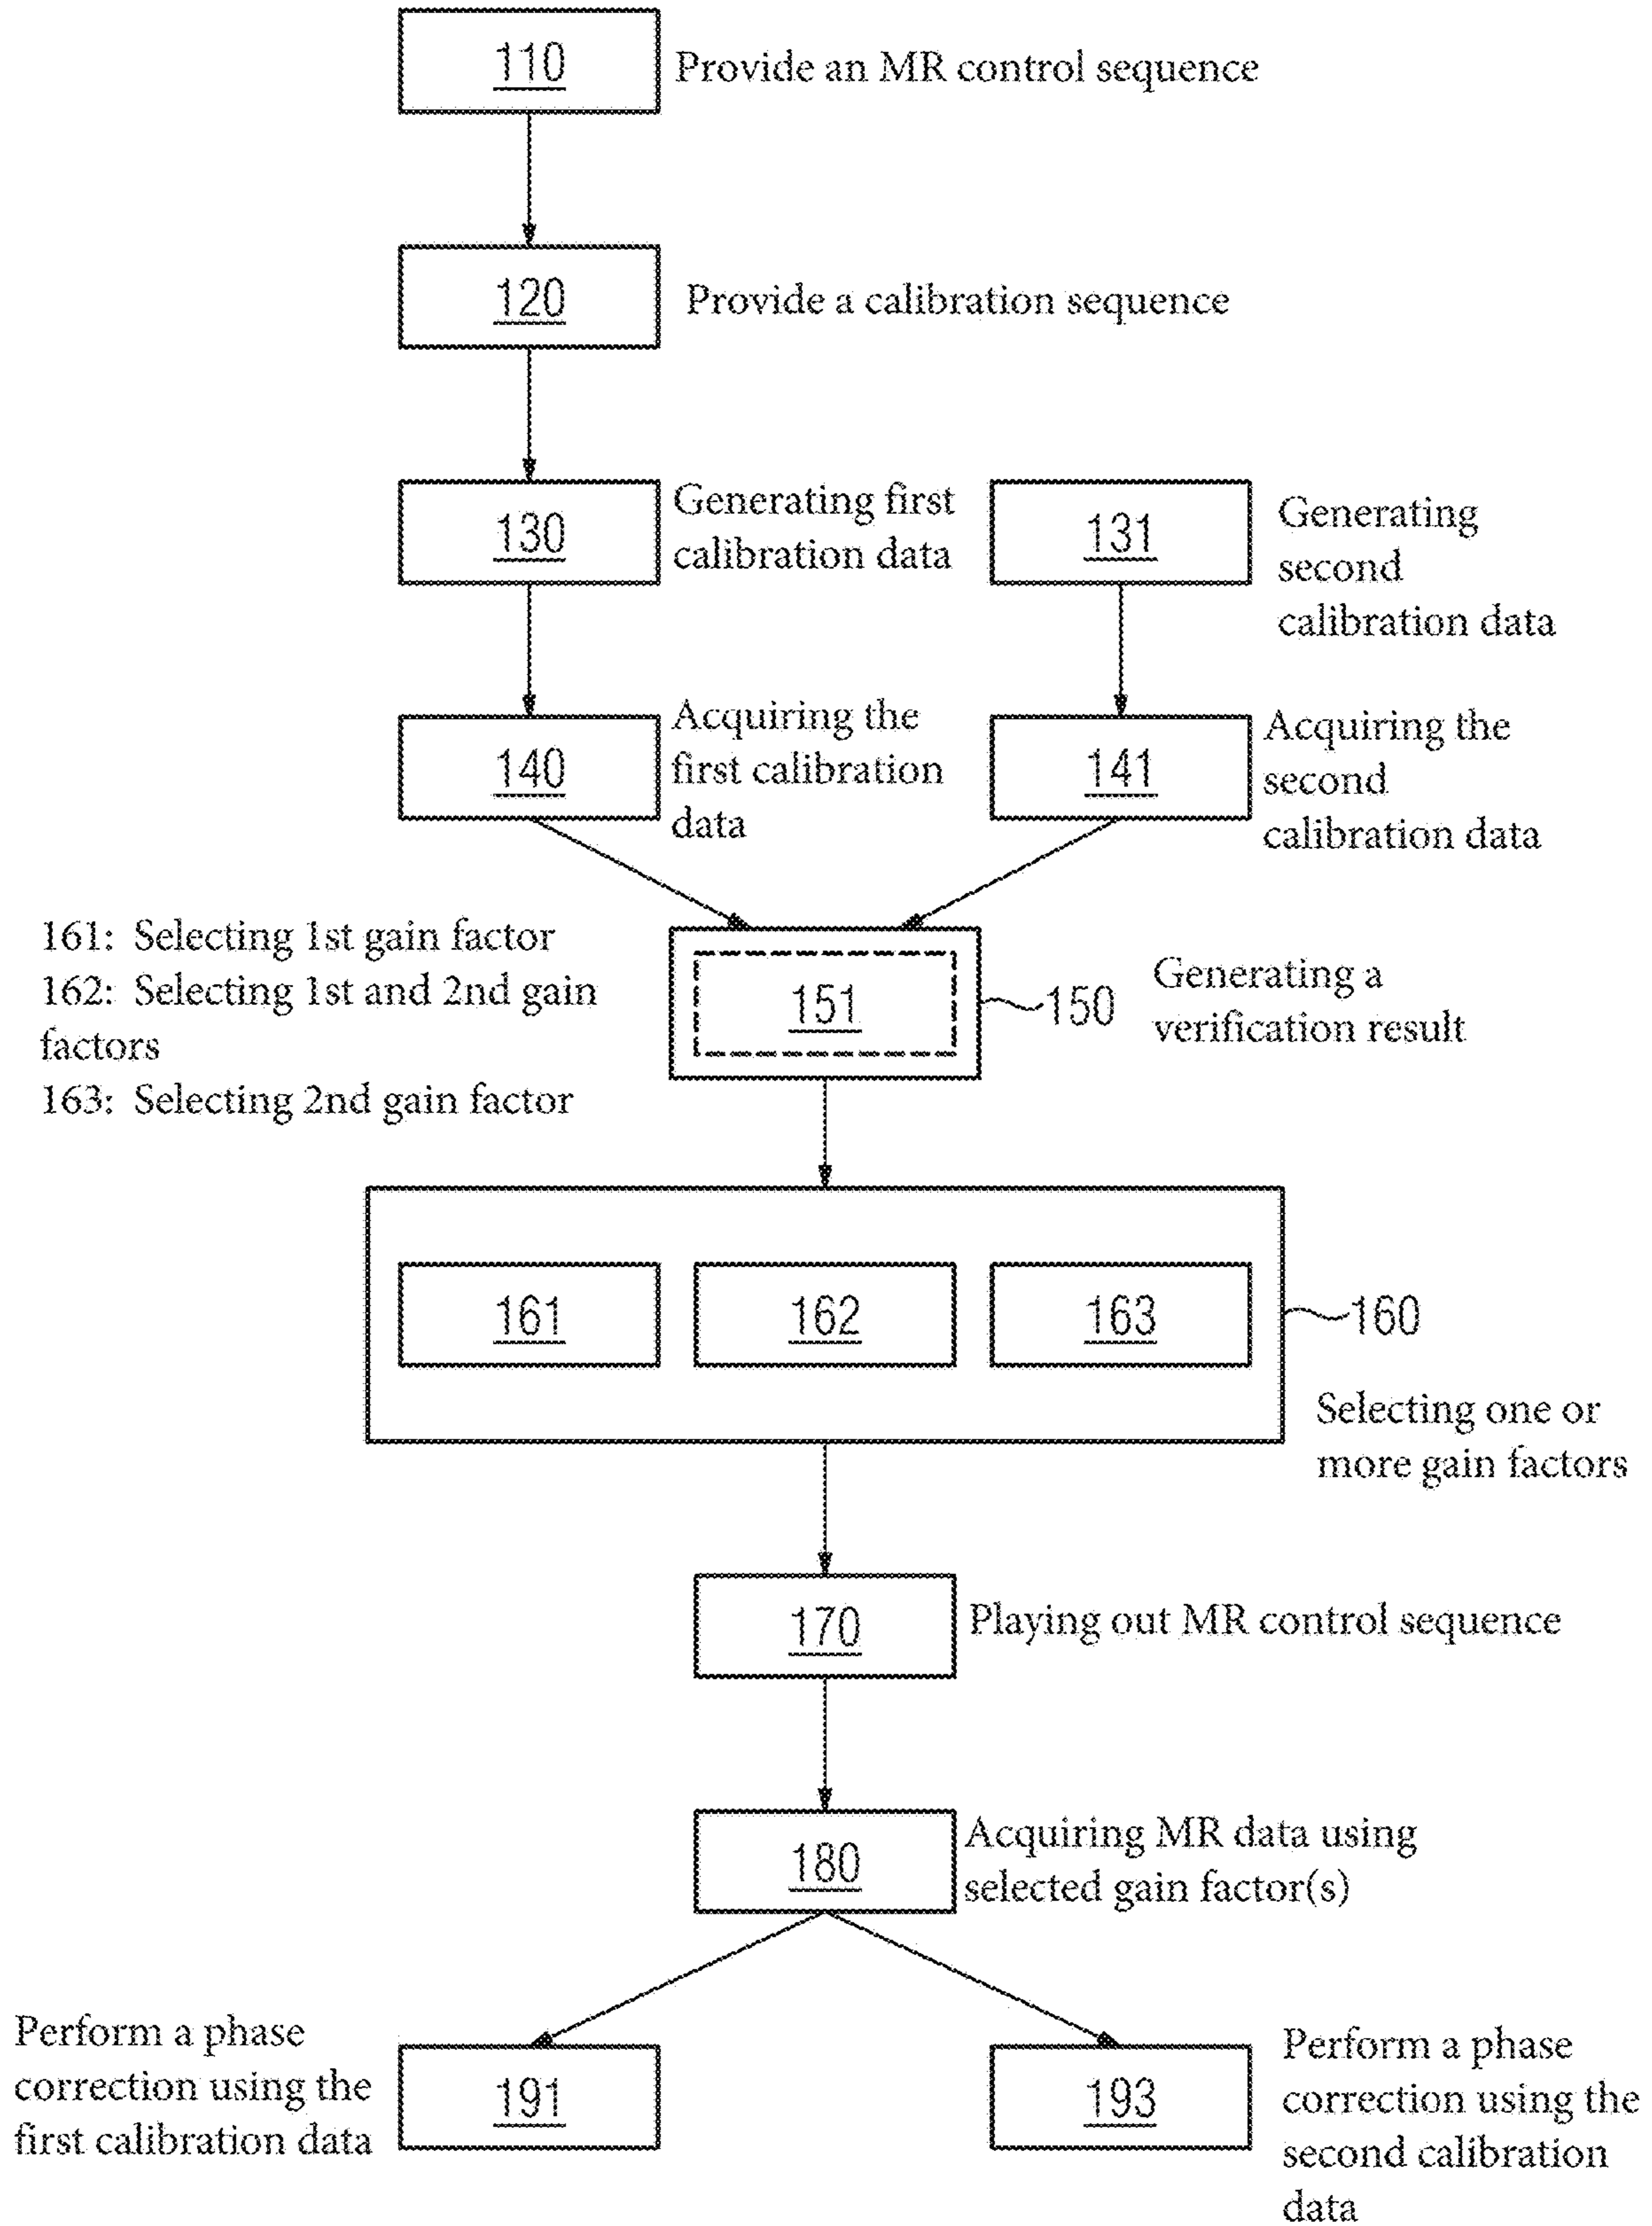 110
Provide an MR control sequence
120
Provide a calibration sequence
130
Generating first
calibration data
131
Generating
second
calibration data
140
Acquiring the
first calibration
data
141
Acquiring the
second
calibration data
161: Selecting 1st gain factor
162: Selecting 1st and 2nd gain
factors
163: Selecting 2nd gain factor
151
150
Generating a
verification result
161
162
163
160
Selecting one or
more gain factors
170
Playing out MR control sequence
180
Acquiring MR data using
selected gain factor(s)
Perform a phase
correction using the
first calibration data
191
193
Perform a phase
correction using the
second calibration
data